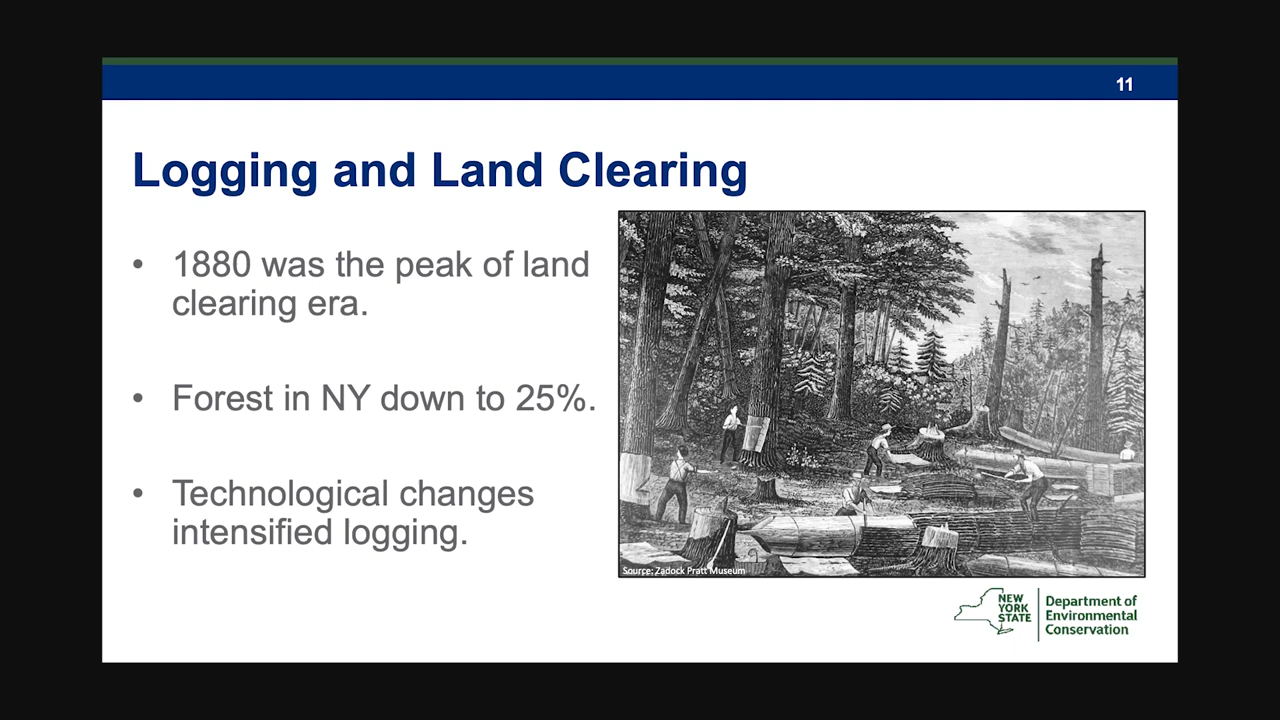 11
Logging and Land Clearing
• 1880 was the peak of land
clearing era.
• Forest in NY down to 25%.
• Technological changes
intensified logging.
Source: Zadock Pratt Museum
NEW
YORK
STATE
Department of
Environmental
Conservation